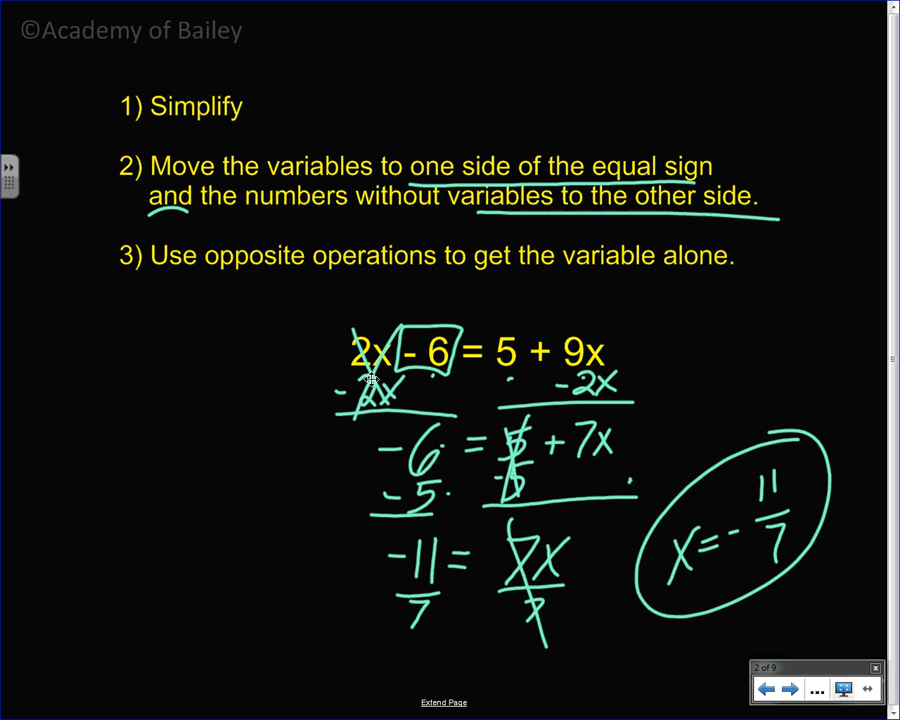 ©Academy of Bailey
1) Simplify
2) Move the variables to one side of the equal sign
and the numbers without variables to the other side.
3) Use opposite operations to get the variable alone.
2x - 6 = 5 + 9x
- 2x - 2x
- 6 = 5 + 7x
- 5 - 5
- 11 = 7x
7 7
x = - 11/7
2 of 9
Extend Page